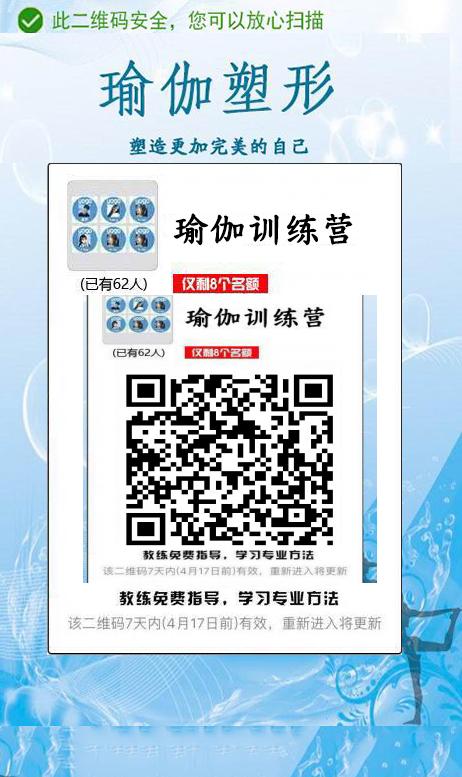 此二维码安全，您可以放心扫描
瑜伽塑形
塑造更加完美的自己
瑜伽训练营
(已有62人)
仅剩8个名额
瑜伽训练营
(已有62人)
仅剩8个名额
教练免费指导，学习专业方法
该二维码7天内(4月17日前)有效，重新进入将更新
教练免费指导，学习专业方法
该二维码7天内(4月17日前)有效，重新进入将更新